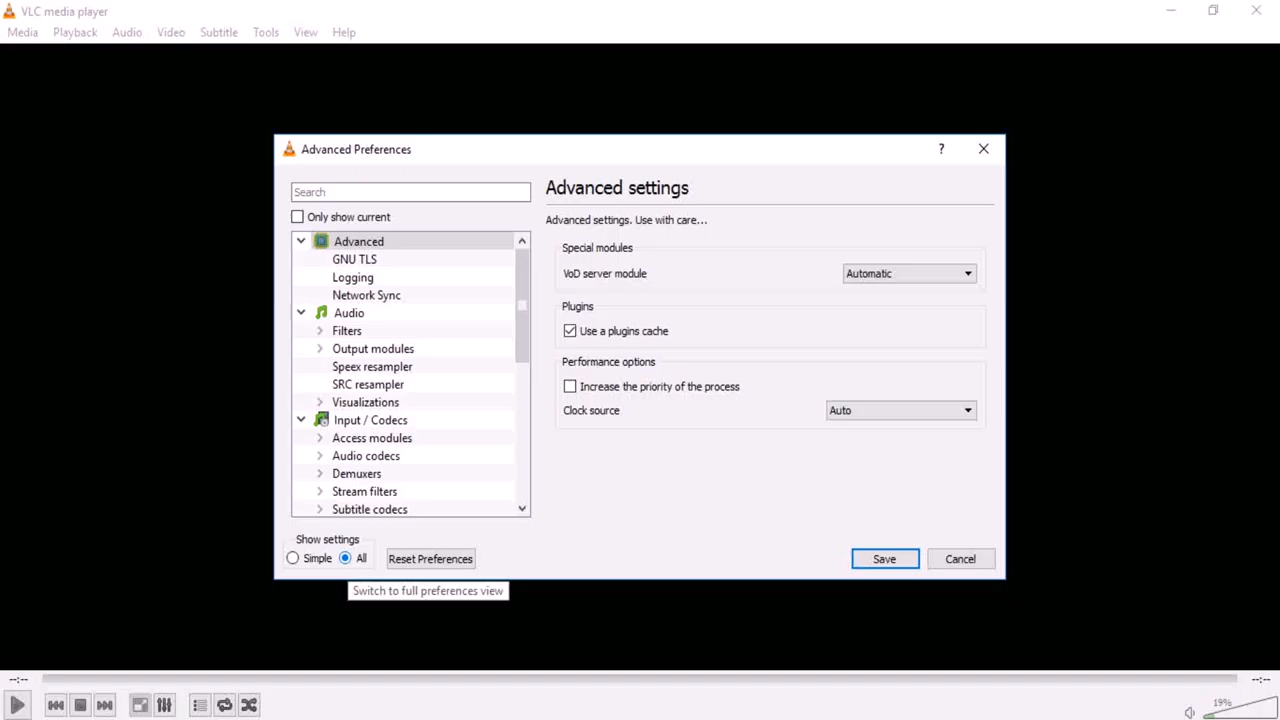 VLC media player
Media Playback Audio Video Subtitle Tools View Help
Advanced Preferences
?
Search
Only show current
Advanced
GNU TLS
Logging
Network Sync
Audio
Filters
Output modules
Speex resampler
SRC resampler
Visualizations
Input / Codecs
Access modules
Audio codecs
Demuxers
Stream filters
Subtitle codecs
Advanced settings
Advanced settings. Use with care...
Special modules
VoD server module Automatic
Plugins
Use a plugins cache
Performance options
Increase the priority of the process
Clock source Auto
Show settings
Simple All Reset Preferences Save Cancel
Switch to full preferences view
--:-- --:--
19%